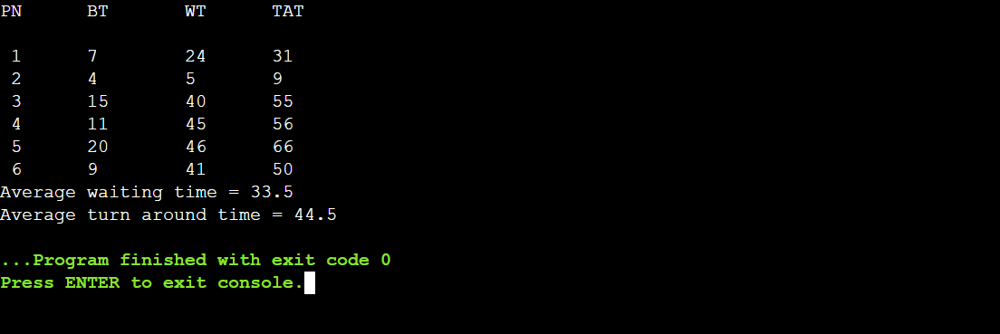 PN BT WT TAT
1 7 24 31
2 4 5 9
3 15 40 55
4 11 45 56
5 20 46 66
6 9 41 50
Average waiting time = 33.5
Average turn around time = 44.5
...Program finished with exit code 0
Press ENTER to exit console.